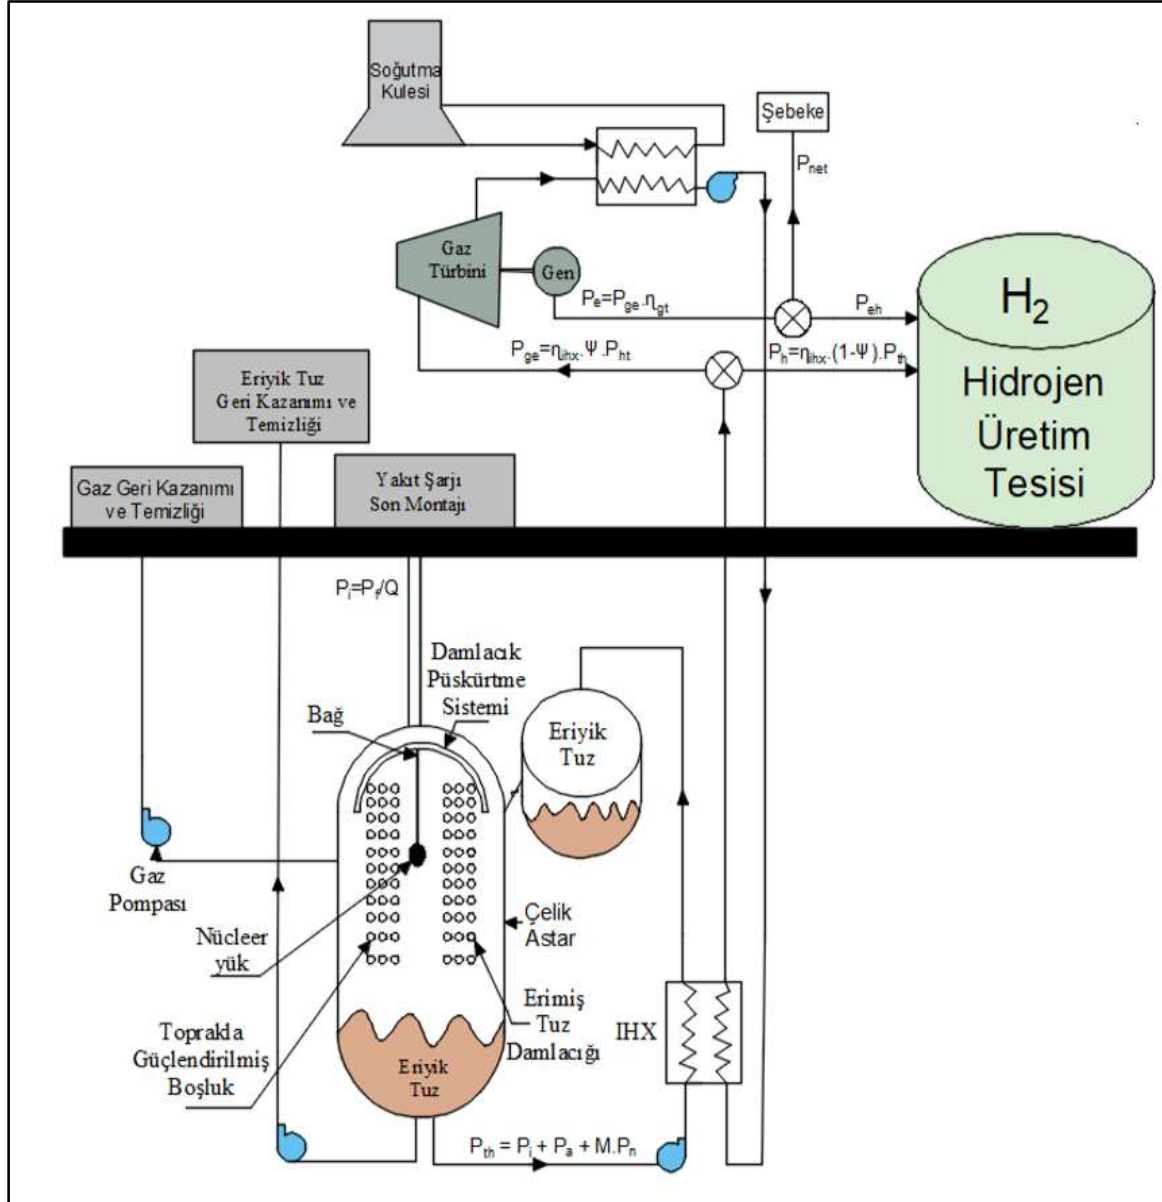 Soğutma
Kulesi
Şebeke
P_net
Gaz
Türbini
Gen
P_e=P_ge.η_gt
P_eh
P_ge=η_ihx.Ψ.P_ht
P_h=η_ihx.(1-Ψ).P_th
H₂
Hidrojen
Üretim
Tesisi
Eriyik Tuz
Geri Kazanımı ve
Temizliği
Gaz Geri Kazanımı
ve Temizliği
Yakıt Şarjı
Son Montajı
P_i=P_f/Q
Damlacık
Püskürtme
Sistemi
Bağ
Eriyik
Tuz
Gaz
Pompası
Çelik
Astar
Nücleer
yük
Toprakla
Güçlendirilmiş
Boşluk
Erimiş
Tuz
Damlacığı
IHX
Eriyik
Tuz
P_th = P_i + P_a + M.P_n